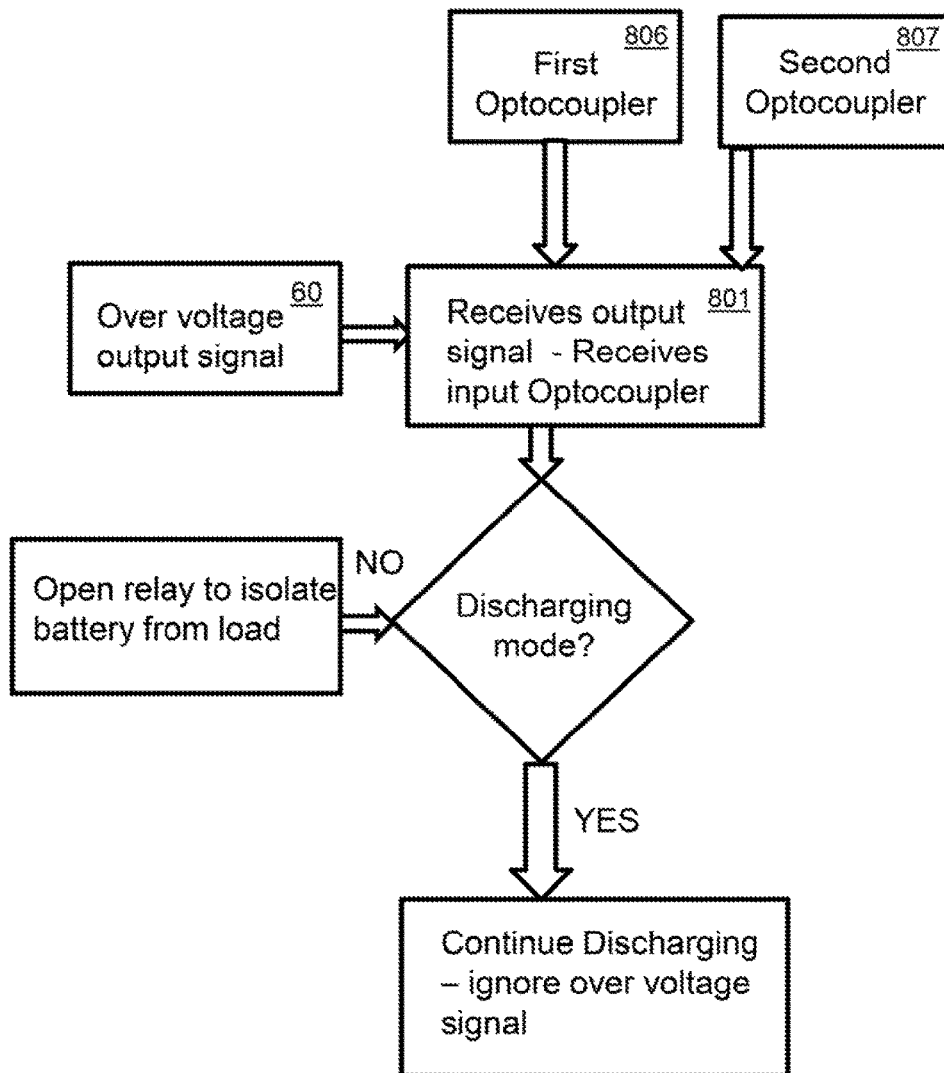 806
First
Optocoupler
807
Second
Optocoupler
60
Over voltage
output signal
801
Receives output
signal - Receives
input Optocoupler
NO
Open relay to isolate
battery from load
Discharging
mode?
YES
Continue Discharging
– ignore over voltage
signal